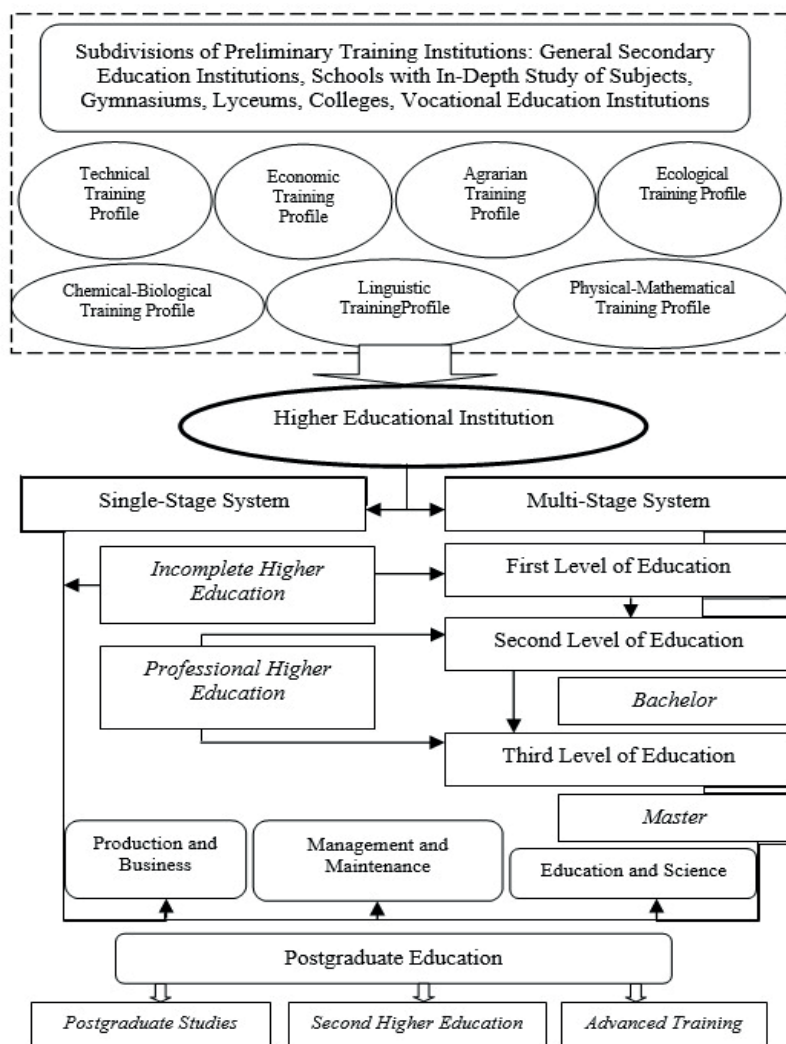 Subdivisions of Preliminary Training Institutions: General Secondary
Education Institutions, Schools with In-Depth Study of Subjects,
Gymnasiums, Lyceums, Colleges, Vocational Education Institutions
Technical
Training
Profile
Economic
Training
Profile
Agrarian
Training
Profile
Ecological
Training Profile
Chemical-Biological
Training Profile
Linguistic
TrainingProfile
Physical-Mathematical
Training Profile
Higher Educational Institution
Single-Stage System
Multi-Stage System
Incomplete Higher
Education
First Level of Education
Second Level of Education
Professional Higher
Education
Bachelor
Third Level of Education
Master
Production and
Business
Management and
Maintenance
Education and Science
Postgraduate Education
Postgraduate Studies
Second Higher Education
Advanced Training